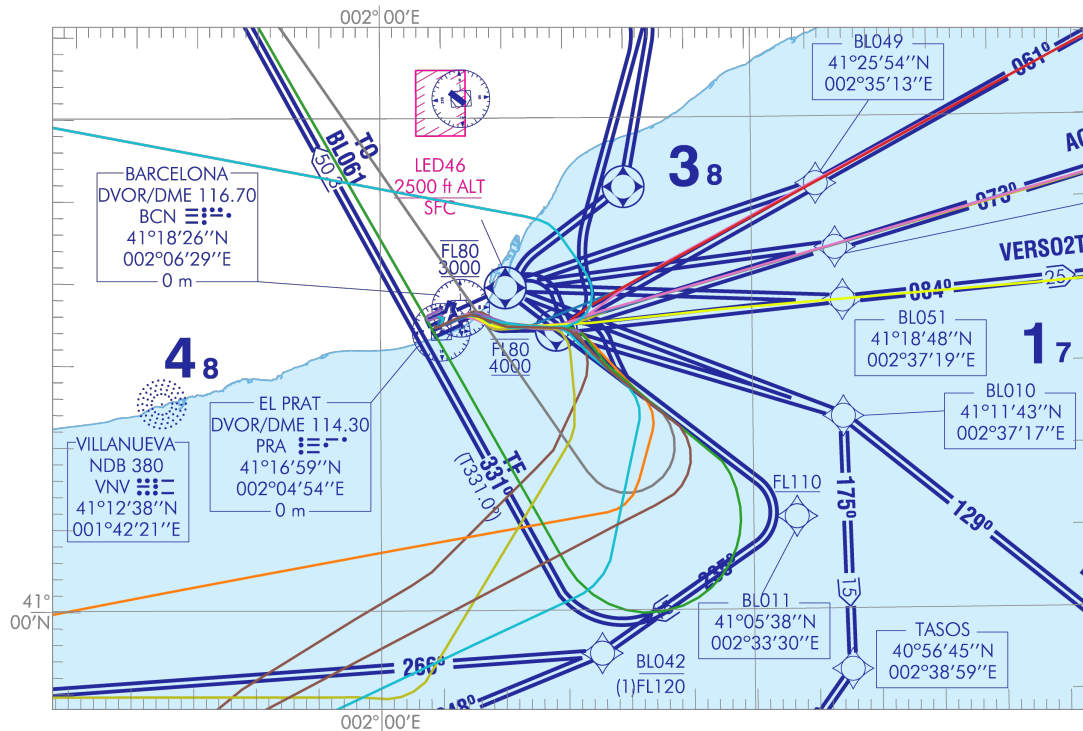 002°00'E
BL049
41°25'54''N
002°35'13''E
061°
TO
BL061
50.3
3 8
LED46
2500 ft ALT
SFC
BARCELONA
DVOR/DME 116.70
BCN
41°18'26''N
002°06'29''E
0 m
073°
VERSO2T
FL80
3000
084°
25
BL051
41°18'48''N
002°37'19''E
1 7
FL80
4000
4 8
BL010
41°11'43''N
002°37'17''E
EL PRAT
DVOR/DME 114.30
PRA
41°16'59''N
002°04'54''E
0 m
VILLANUEVA
NDB 380
VNV
41°12'38''N
001°42'21''E
331°
(T331.0°)
FL110
175°
129°
235°
15
BL011
41°05'38''N
002°33'30''E
41°
00'N
TASOS
40°56'45''N
002°38'59''E
266°
BL042
(1)FL120
002°00'E